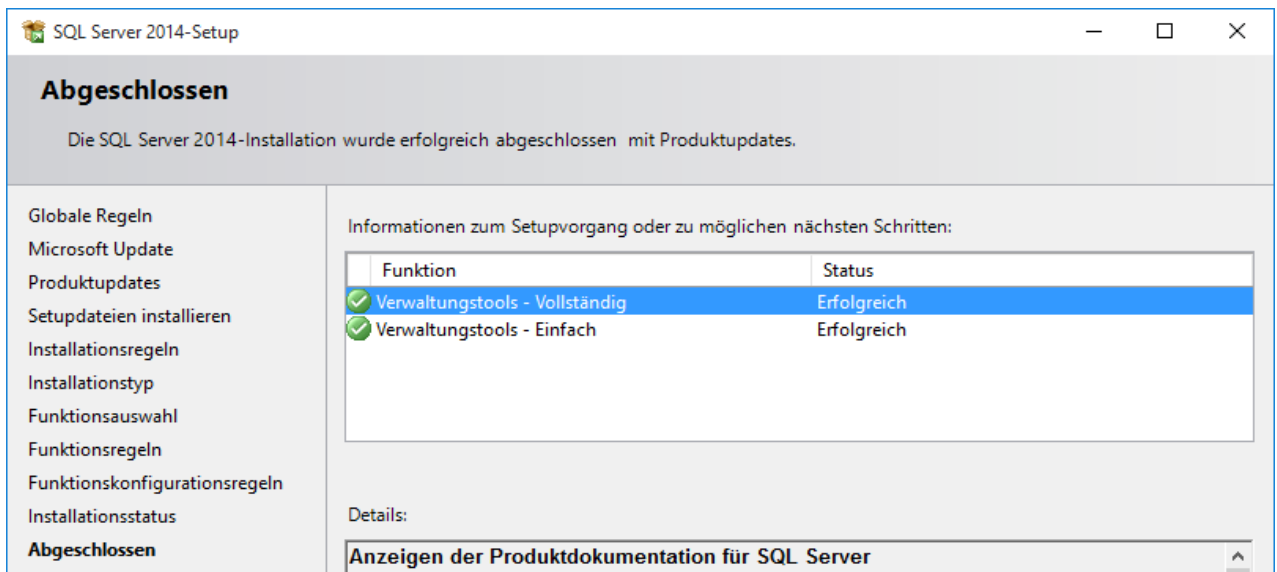 SQL Server 2014-Setup
Abgeschlossen
Die SQL Server 2014-Installation wurde erfolgreich abgeschlossen mit Produktupdates.
Globale Regeln
Microsoft Update
Produktupdates
Setupdateien installieren
Installationsregeln
Installationstyp
Funktionsauswahl
Funktionsregeln
Funktionskonfigurationsregeln
Installationsstatus
Abgeschlossen
Informationen zum Setupvorgang oder zu möglichen nächsten Schritten:
Funktion Status
Verwaltungstools - Vollständig Erfolgreich
Verwaltungstools - Einfach Erfolgreich
Details:
Anzeigen der Produktdokumentation für SQL Server